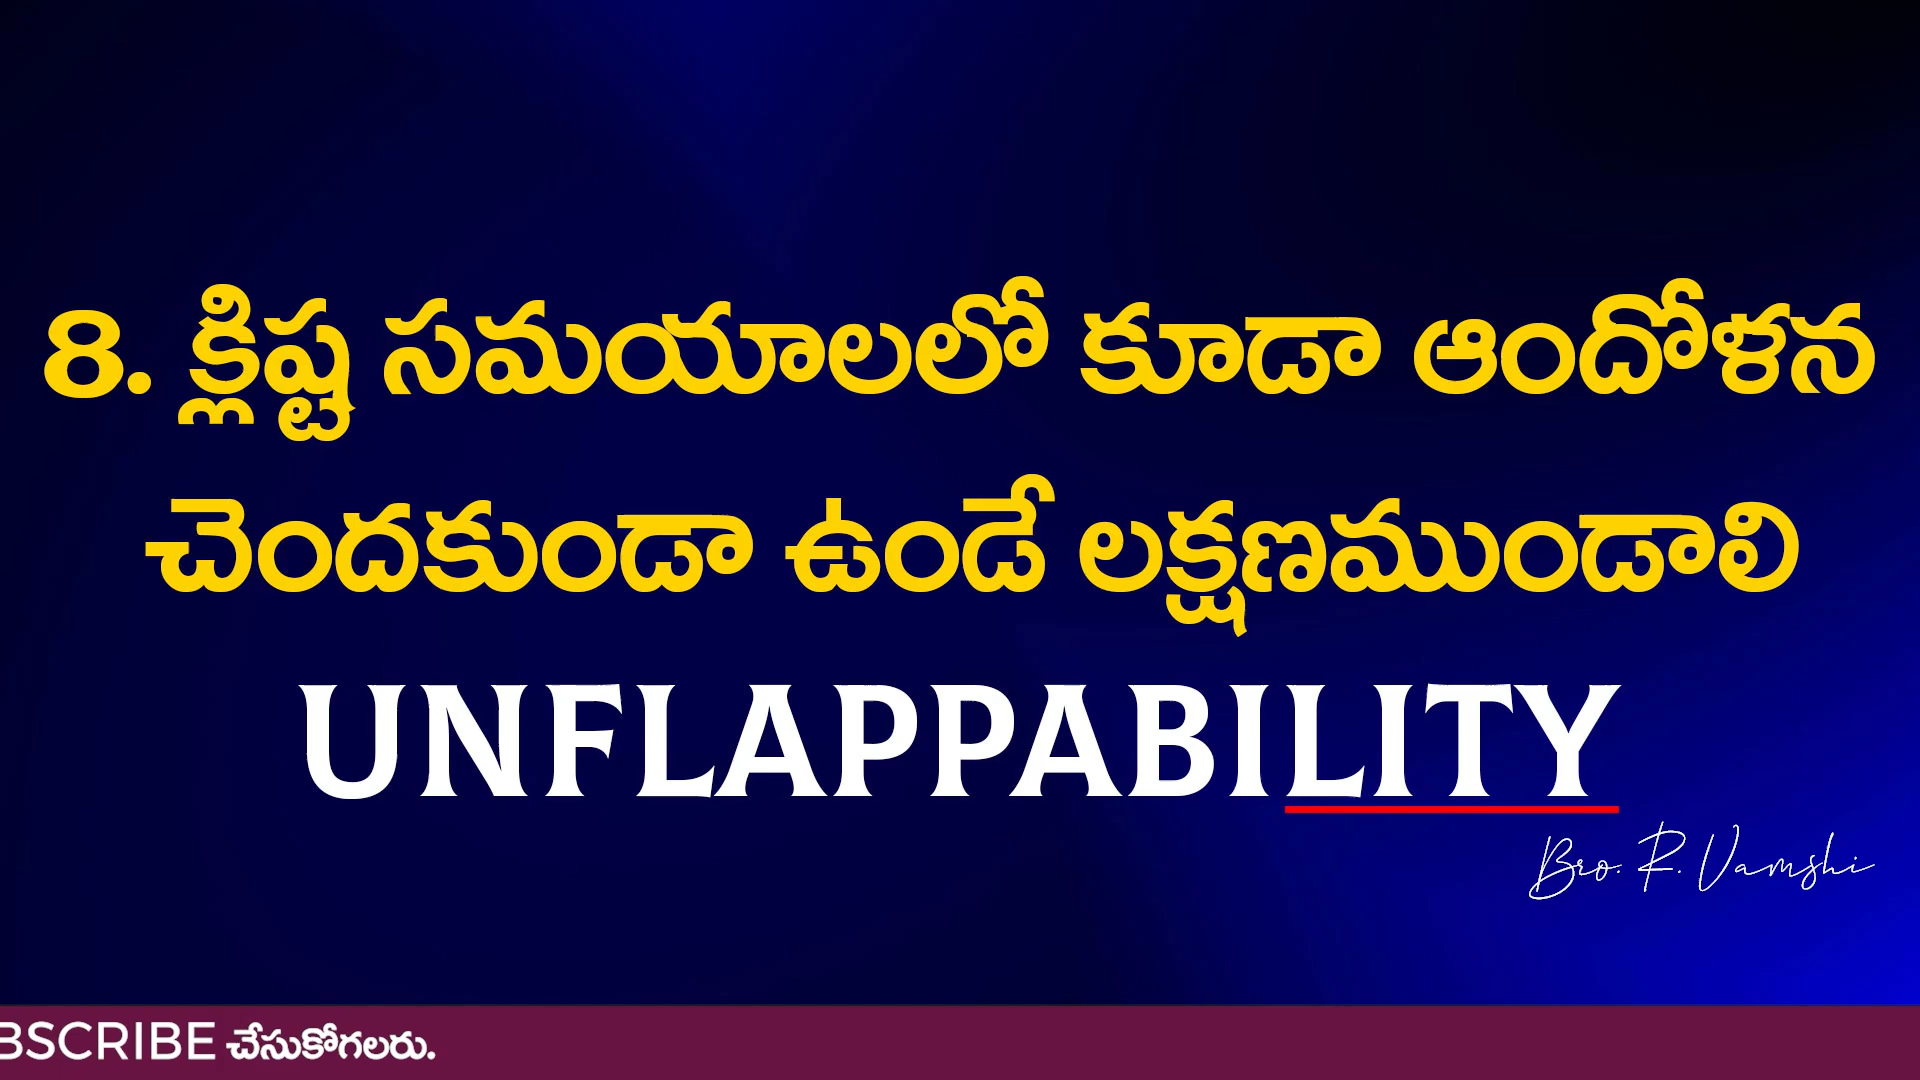 8. క్లిష్ట సమయాలలో కూడా ఆందోళన
చెందకుండా ఉండే లక్షణముండాలి
UNFLAPPABILITY
Bro. R. Vamshi
BSCRIBE చేసుకోగలరు.